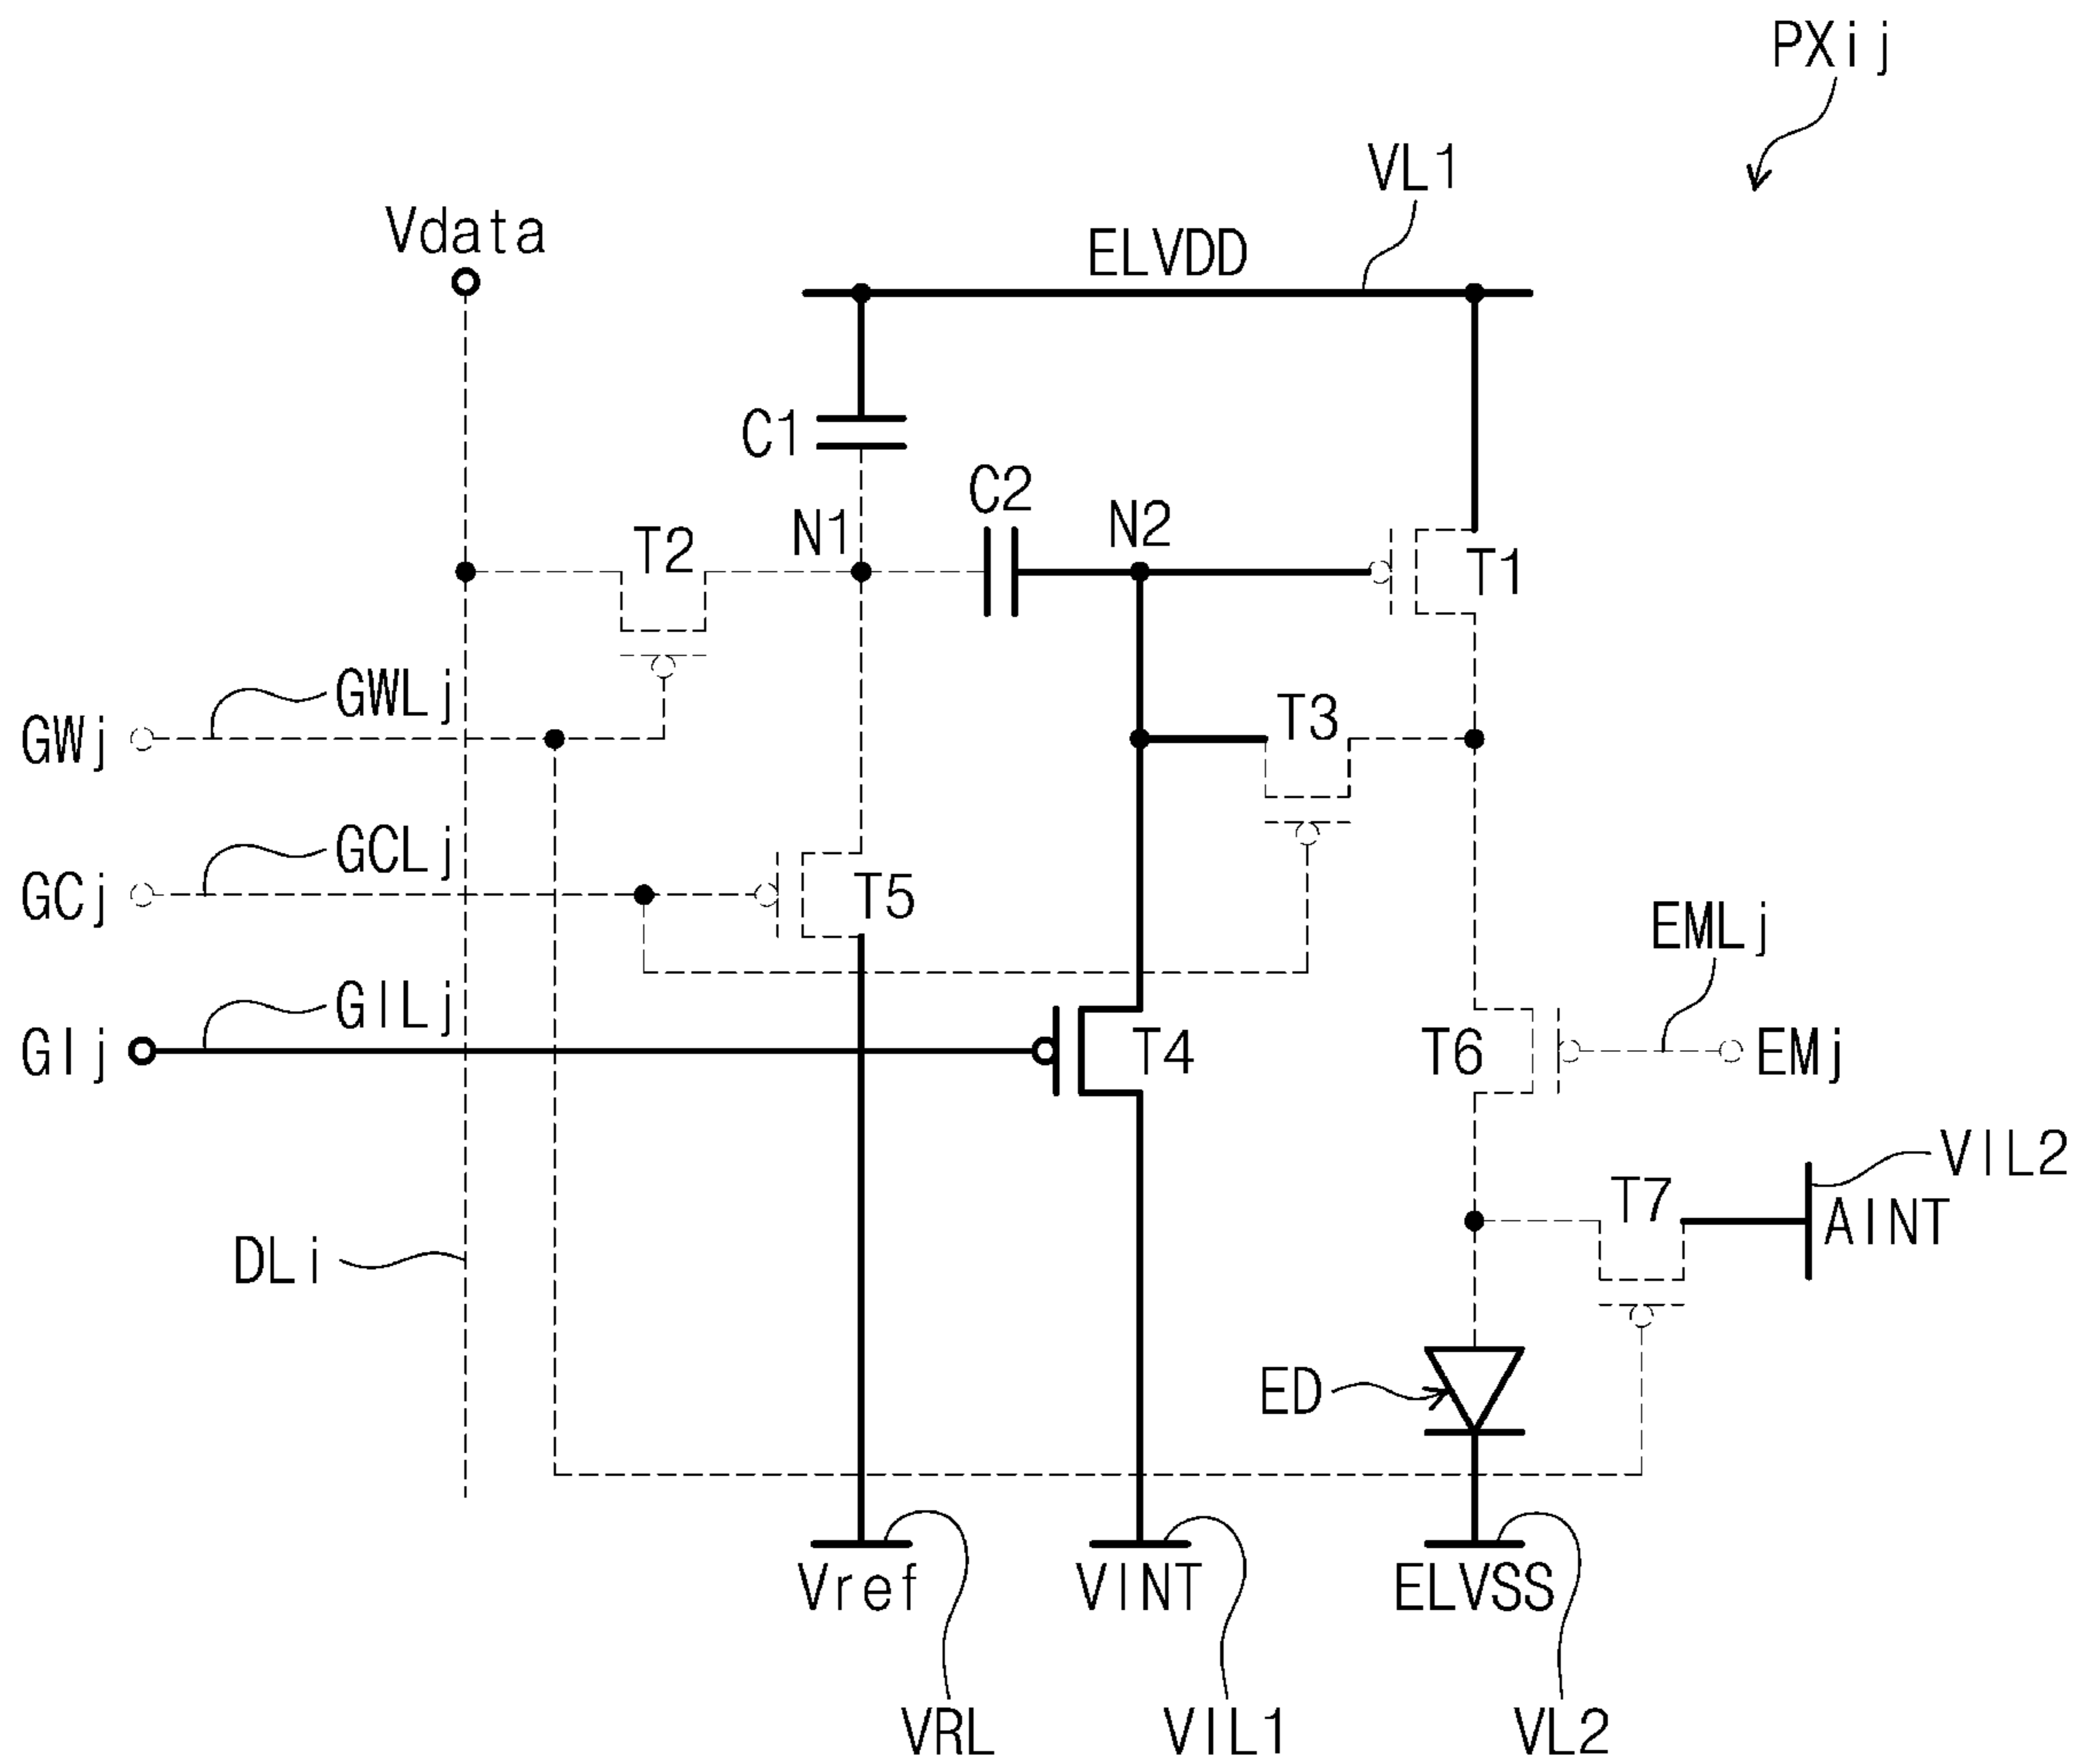 PXij
VL1
Vdata
ELVDD
C1
C2
N1
N2
T2
T1
GWLj
T3
GWj
GCLj
GCj
T5
EMLj
GILj
GIj
T4
T6
EMj
VIL2
T7
AINT
DLi
ED
Vref
VINT
ELVSS
VRL
VIL1
VL2